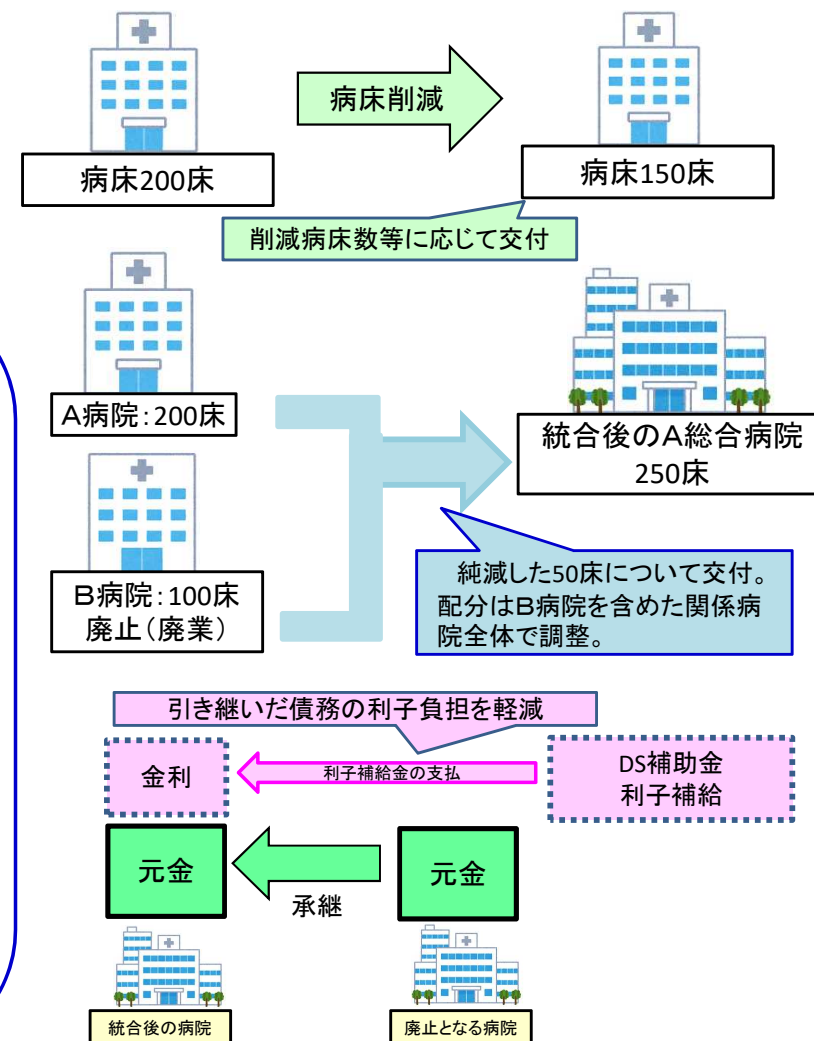 病床削減
病床200床
病床150床
削減病床数等に応じて交付
A病院：200床
統合後のA総合病院
250床
B病院：100床
廃止（廃業）
純減した50床について交付。
配分はB病院を含めた関係病
院全体で調整。
引き継いだ債務の利子負担を軽減
金利
利子補給金の支払
DS補助金
利子補給
元金
元金
承継
統合後の病院
廃止となる病院